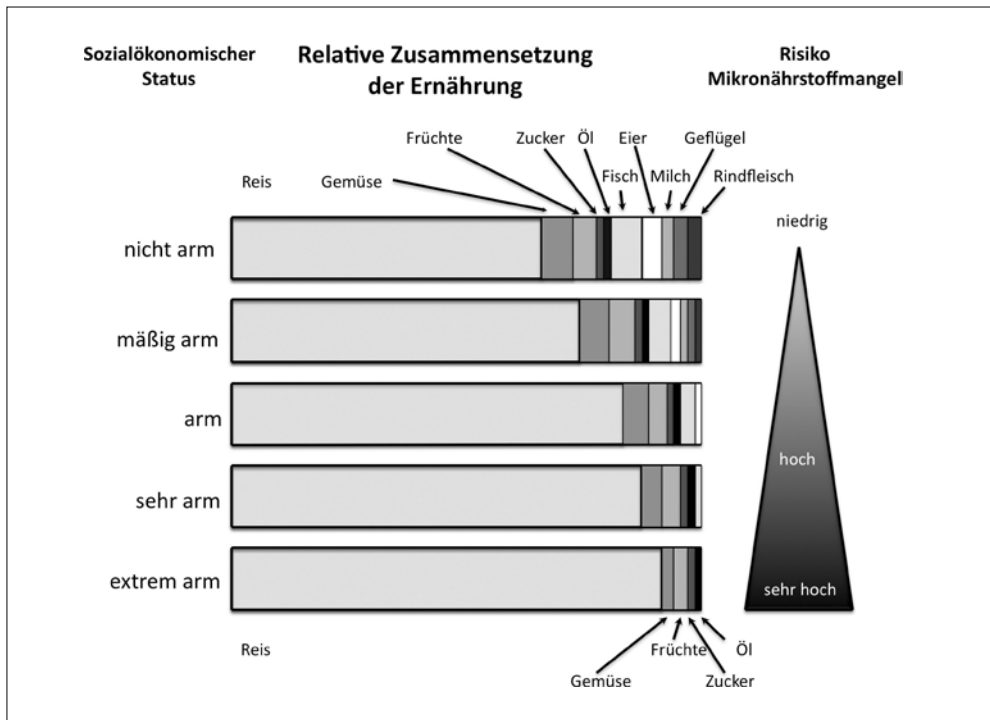 Sozialökonomischer
Status
Relative Zusammensetzung
der Ernährung
Risiko
Mikronährstoffmangel
Früchte
Zucker
Öl
Eier
Geflügel
Reis
Gemüse
Fisch
Milch
Rindfleisch
nicht arm
mäßig arm
arm
sehr arm
extrem arm
niedrig
hoch
sehr hoch
Reis
Früchte
Öl
Gemüse
Zucker